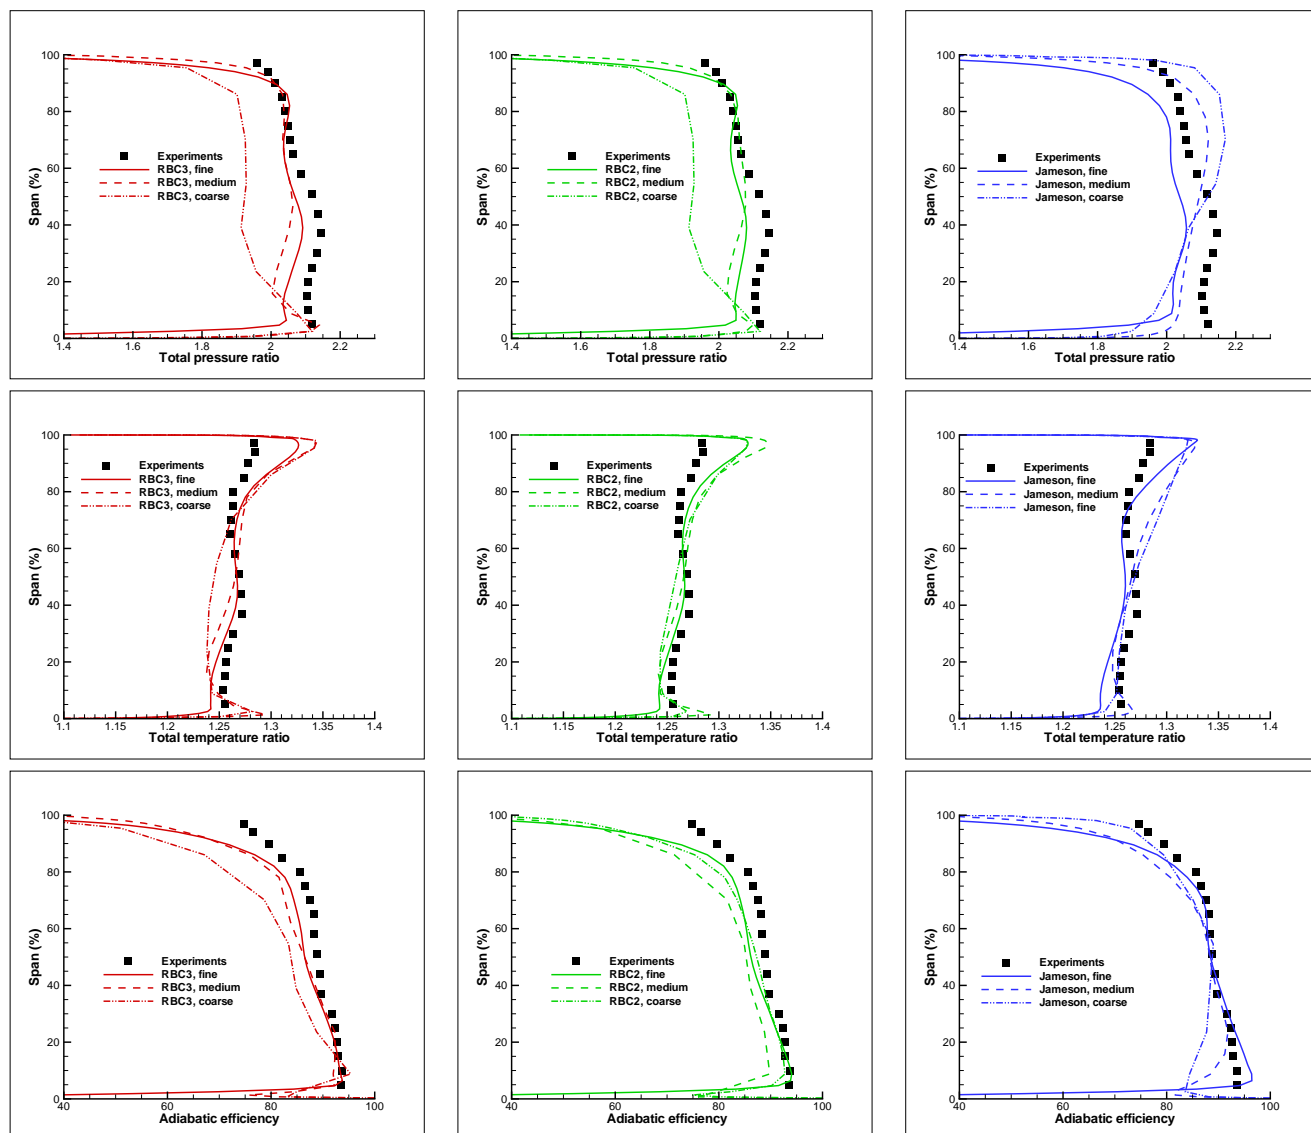 100
80
60
40
20
0
Span (%)
Experiments
RBC3, fine
RBC3, medium
RBC3, coarse
1.4 1.6 1.8 2 2.2
Total pressure ratio
100
80
60
40
20
0
Span (%)
Experiments
RBC2, fine
RBC2, medium
RBC2, coarse
1.4 1.6 1.8 2 2.2
Total pressure ratio
100
80
60
40
20
0
Span (%)
Experiments
Jameson, fine
Jameson, medium
Jameson, coarse
1.4 1.6 1.8 2 2.2
Total pressure ratio
100
80
60
40
20
0
Span (%)
Experiments
RBC3, fine
RBC3, medium
RBC3, coarse
1.1 1.15 1.2 1.25 1.3 1.35 1.4
Total temperature ratio
100
80
60
40
20
0
Span (%)
Experiments
RBC2, fine
RBC2, medium
RBC2, coarse
1.1 1.15 1.2 1.25 1.3 1.35 1.4
Total temperature ratio
100
80
60
40
20
0
Span (%)
Experiments
Jameson, fine
Jameson, medium
Jameson, fine
1.1 1.15 1.2 1.25 1.3 1.35 1.4
Total temperature ratio
100
80
60
40
20
0
Span (%)
Experiments
RBC3, fine
RBC3, medium
RBC3, coarse
40 60 80 100
Adiabatic efficiency
100
80
60
40
20
0
Span (%)
Experiments
RBC2, fine
RBC2, medium
RBC2, coarse
40 60 80 100
Adiabatic efficiency
100
80
60
40
20
0
Span (%)
Experiments
Jameson, fine
Jameson, medium
Jameson, coarse
40 60 80 100
Adiabatic efficiency